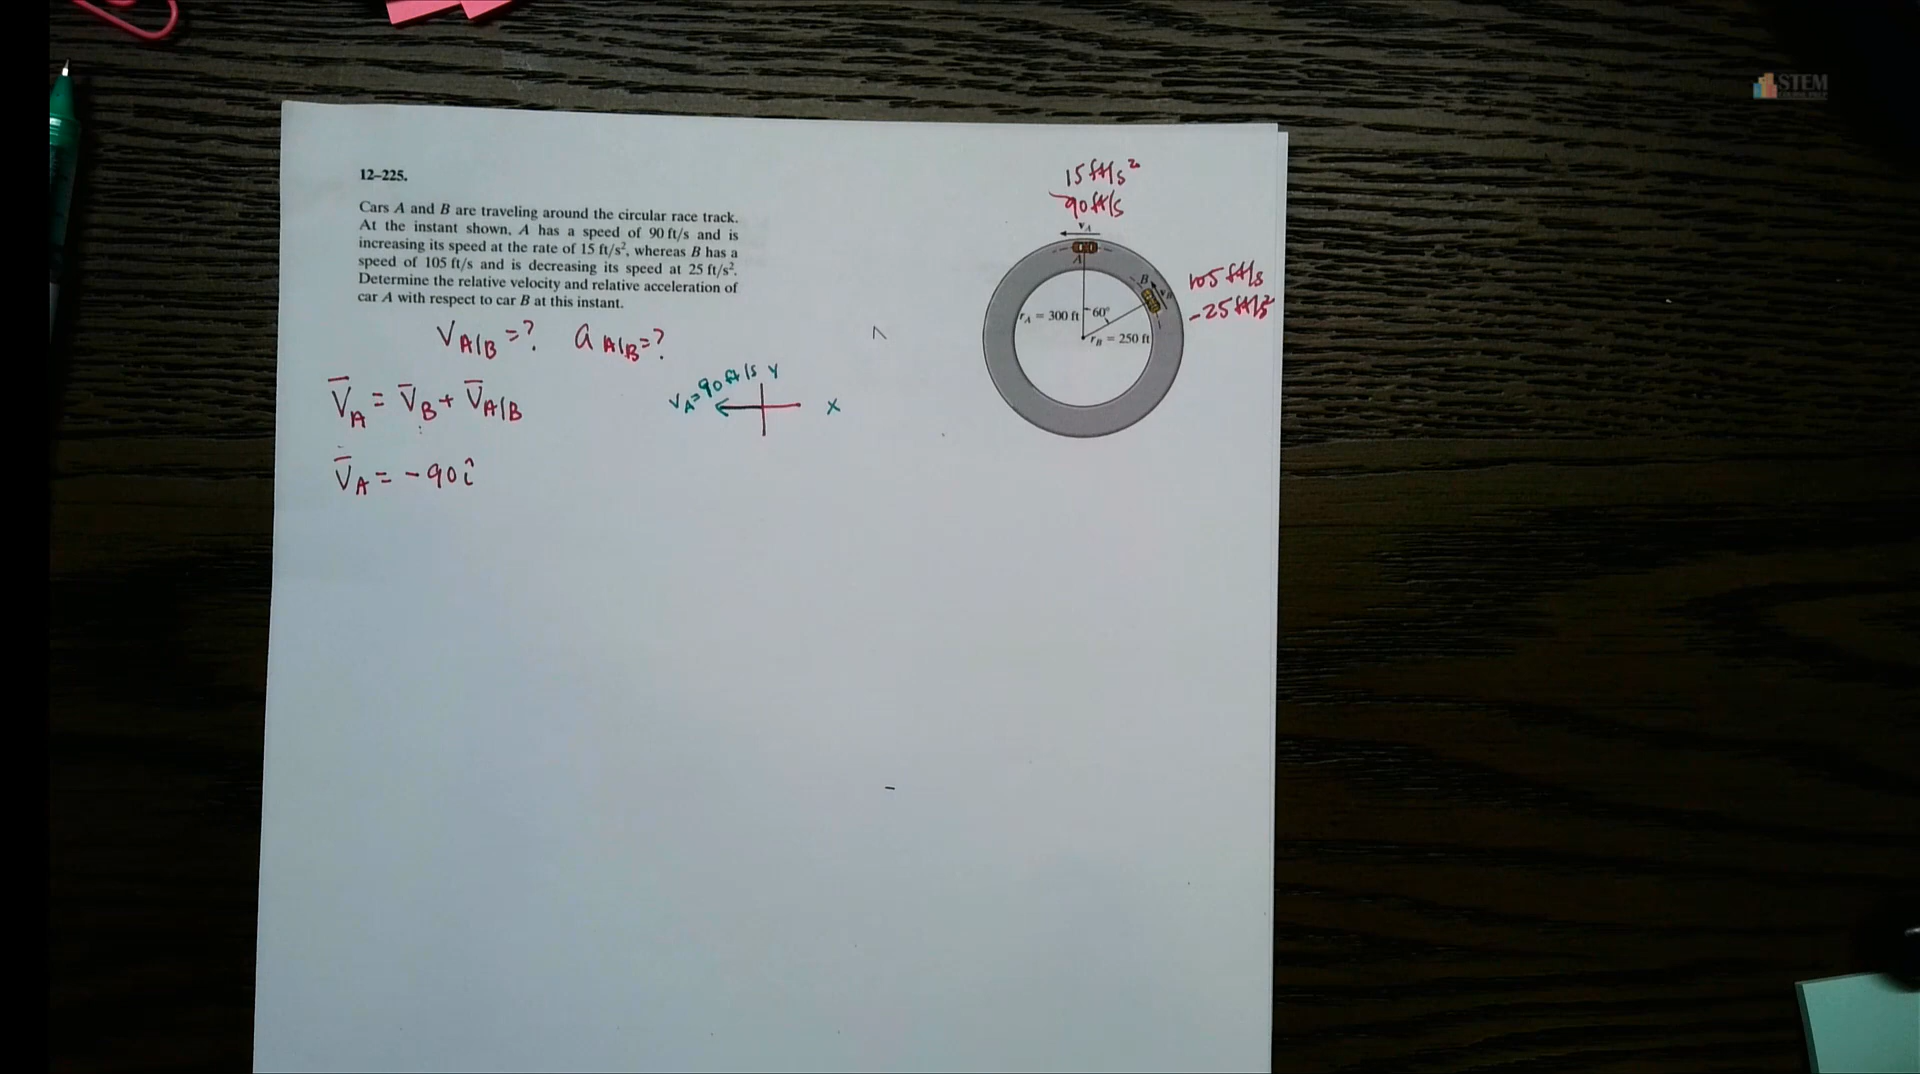 STEM
12–225.
Cars A and B are traveling around the circular race track.
At the instant shown, A has a speed of 90 ft/s and is
increasing its speed at the rate of 15 ft/s², whereas B has a
speed of 105 ft/s and is decreasing its speed at 25 ft/s².
Determine the relative velocity and relative acceleration of
car A with respect to car B at this instant.
V A/B = ? a A/B = ?
V̄A = V̄B + V̄A/B
V̄A = -90î
VA = 90 ft/s
Y
X
15 ft/s²
90 ft/s
vA
A
B
105 ft/s
-25 ft/s²
rA = 300 ft
60°
rB = 250 ft